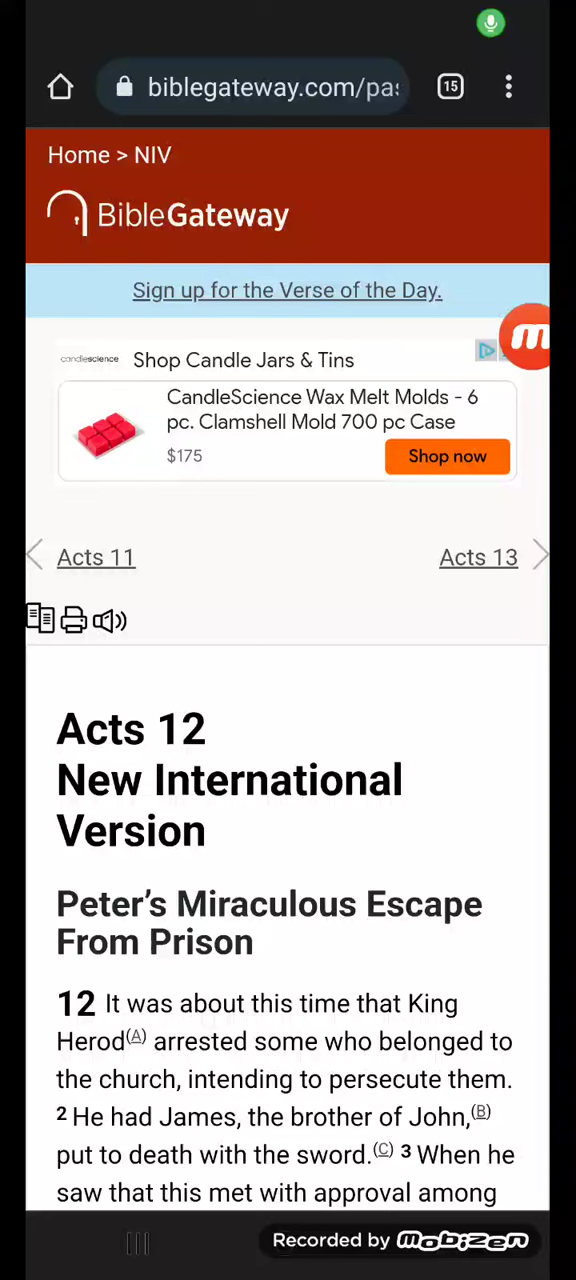 biblegateway.com/pas
15
Home > NIV
BibleGateway
Sign up for the Verse of the Day.
candlescience Shop Candle Jars & Tins
CandleScience Wax Melt Molds - 6
pc. Clamshell Mold 700 pc Case
$175
Shop now
Acts 11
Acts 13
Acts 12
New International
Version
Peter’s Miraculous Escape
From Prison
12 It was about this time that King
Herod(A) arrested some who belonged to
the church, intending to persecute them.
2 He had James, the brother of John,(B)
put to death with the sword.(C) 3 When he
saw that this met with approval among
Recorded by Mobizen